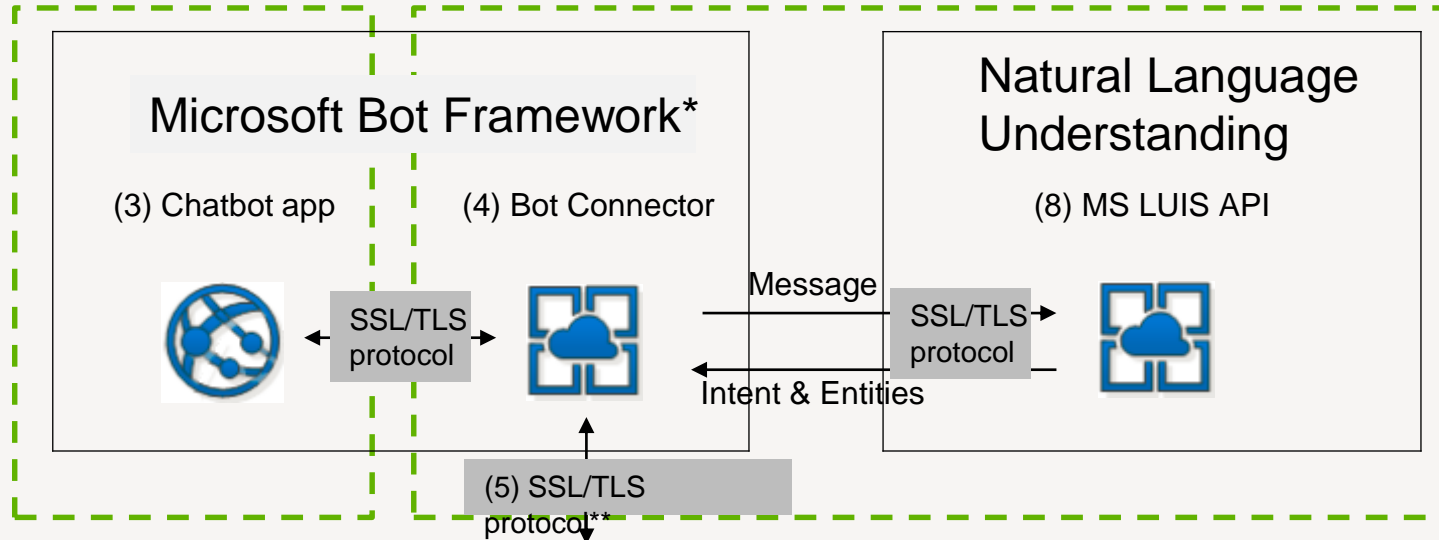 Microsoft Bot Framework*
Natural Language
Understanding
(3) Chatbot app
(4) Bot Connector
(8) MS LUIS API
Message
SSL/TLS
protocol
SSL/TLS
protocol
Intent & Entities
(5) SSL/TLS
protocol**